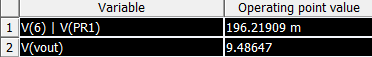 Variable Operating point value
1 V(6) | V(PR1) 196.21909 m
2 V(vout) 9.48647